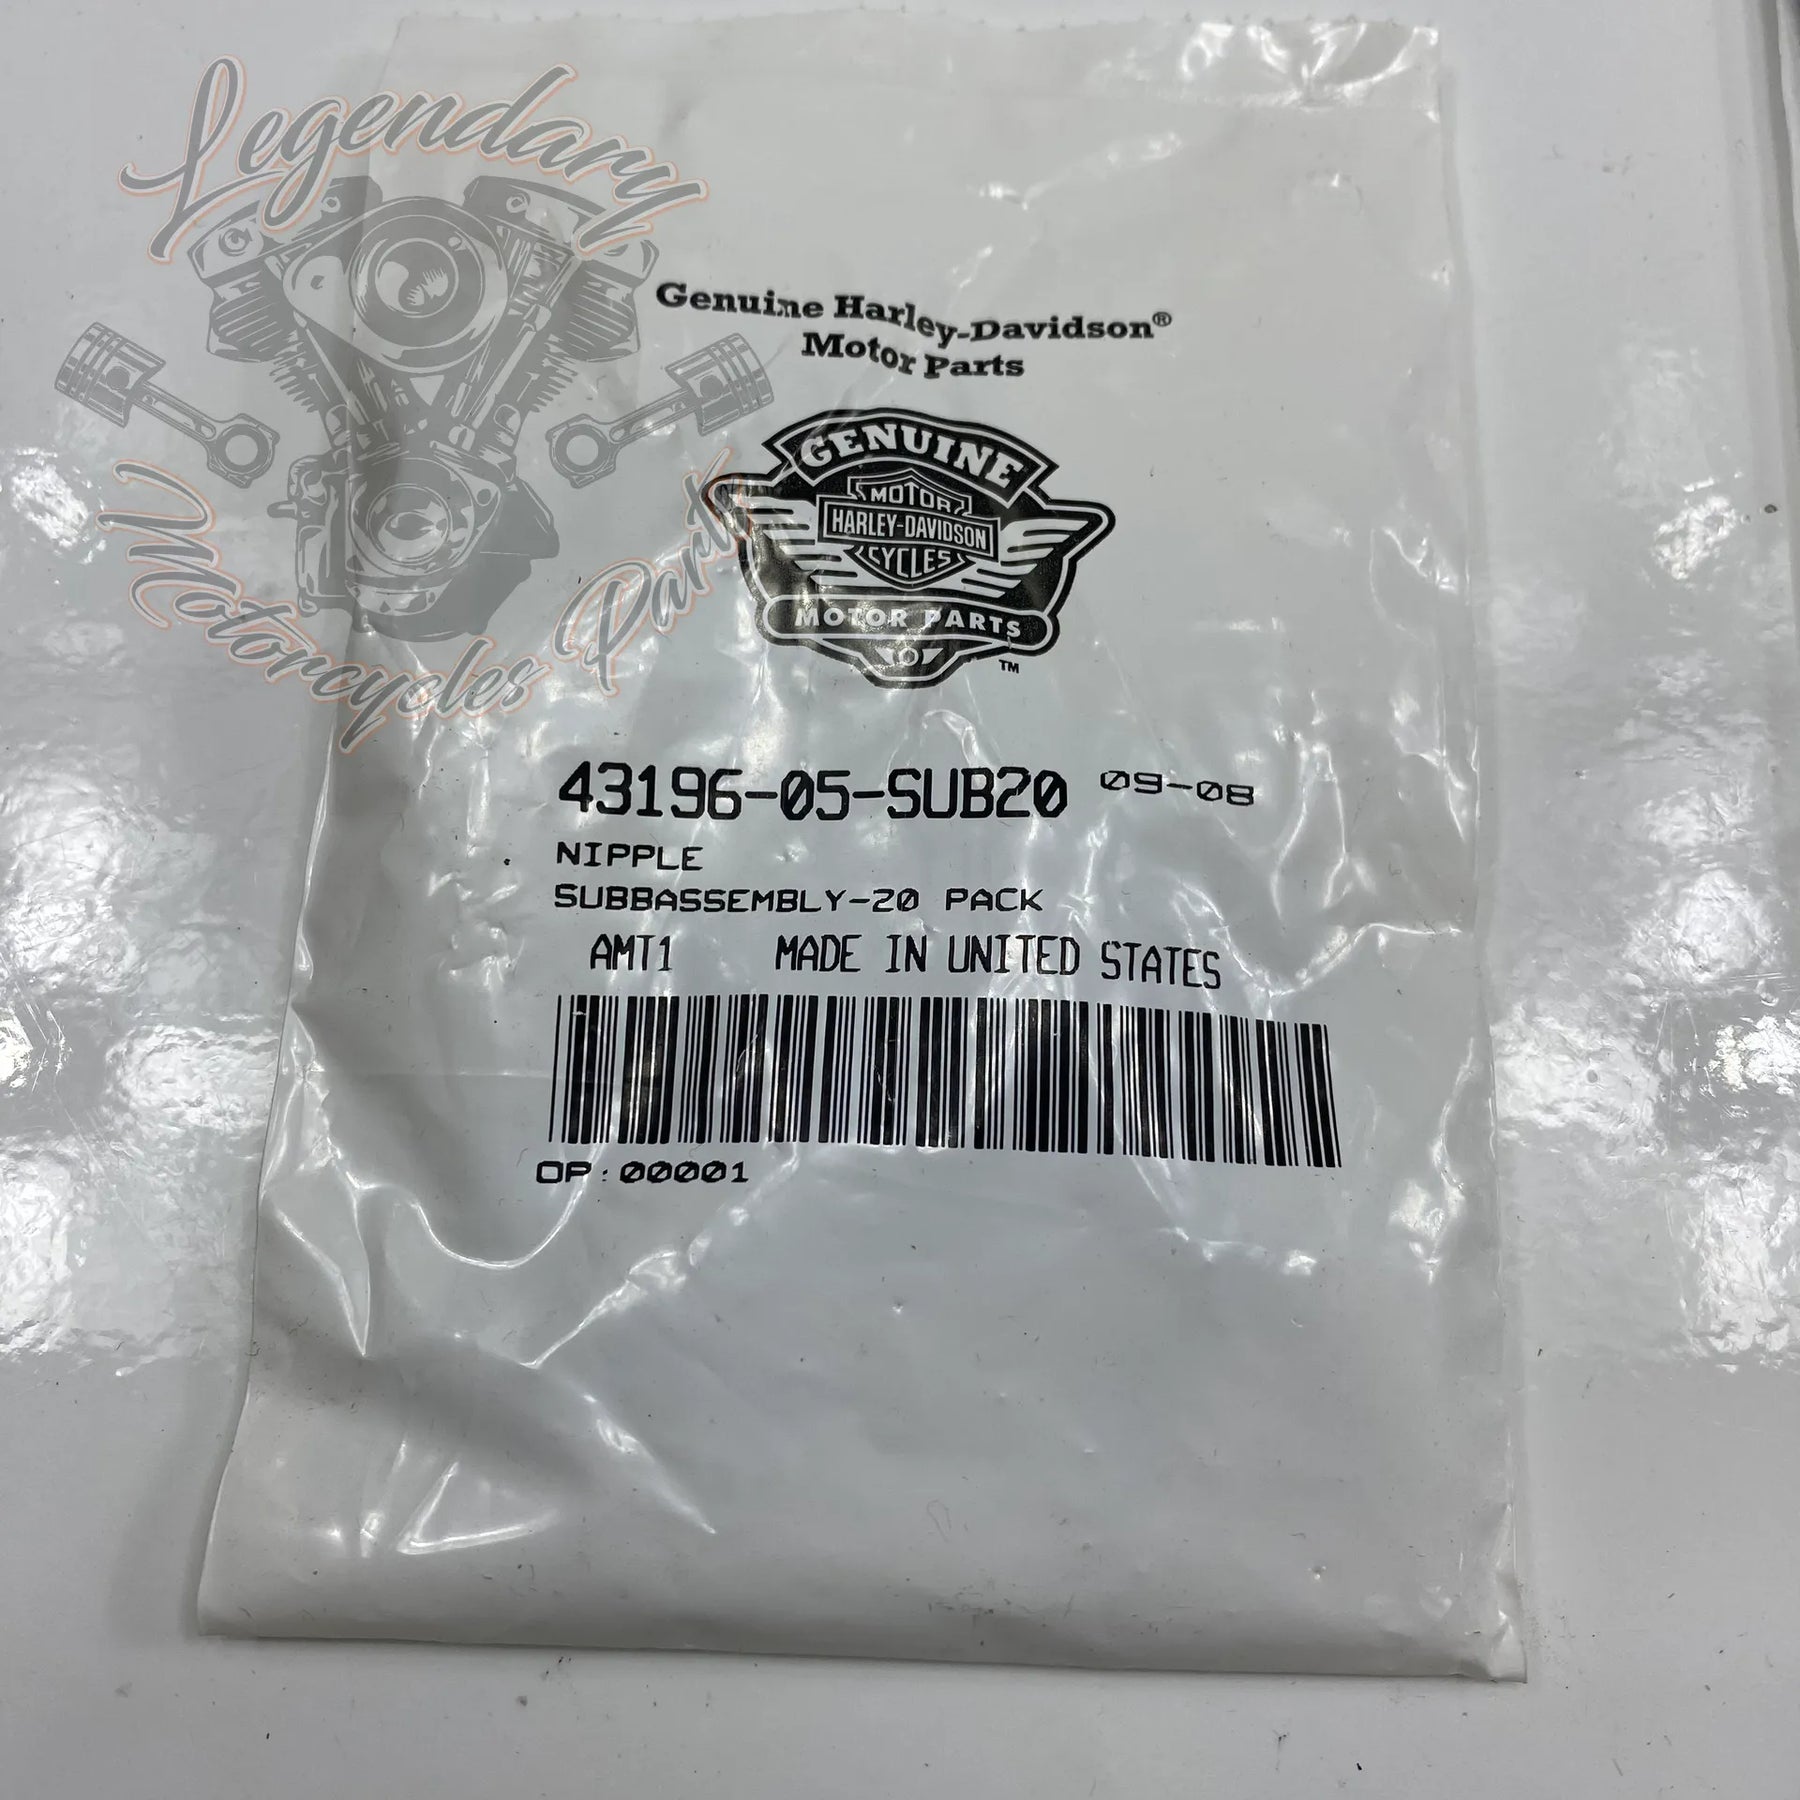 Legendary
Motorcycles Parts
Genuine Harley-Davidson®
Motor Parts
GENUINE
MOTOR
HARLEY-DAVIDSON
CYCLES
MOTOR PARTS
TM
43196-05-SUB20 09-08
NIPPLE
SUBBASSEMBLY-20 PACK
AMT1 MADE IN UNITED STATES
OP:00001